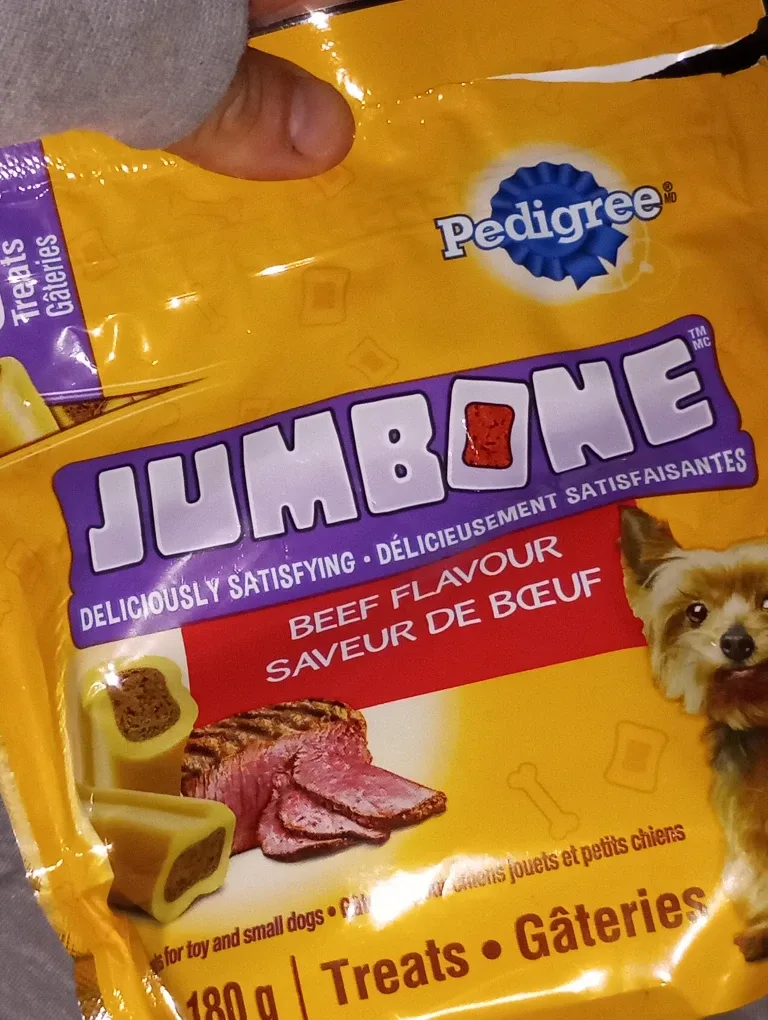 Treats
Gâteries
Pedigree
® MD
JUMBONE
TM
MC
DELICIOUSLY SATISFYING • DÉLICIEUSEMENT SATISFAISANTES
BEEF FLAVOUR
SAVEUR DE BŒUF
for toy and small dogs • jouets et petits chiens
180 g | Treats • Gâteries